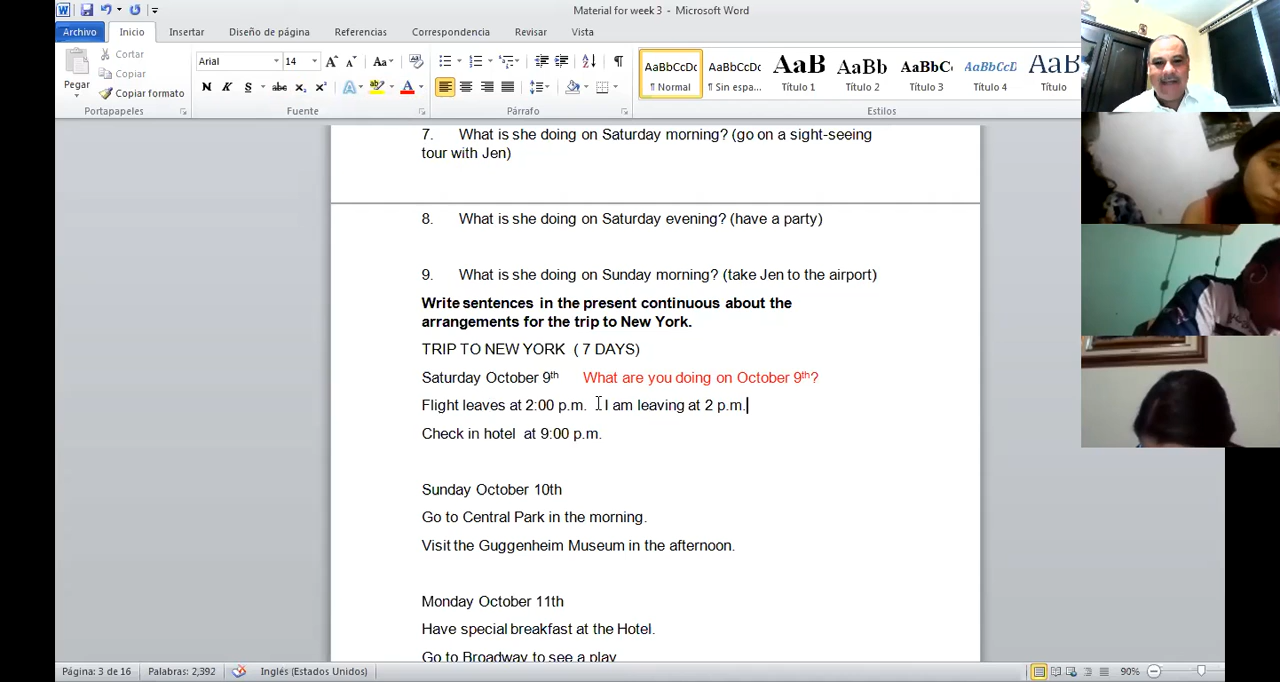 Material for week 3 - Microsoft Word
Archivo Inicio Insertar Diseño de página Referencias Correspondencia Revisar Vista
Pegar
Cortar
Copiar
Copiar formato
Portapapeles
Arial 14
Fuente
Párrafo
AaBbCcDc AaBbCcDc AaB AaBb AaBbC AaBbCcD AaB
¶ Normal ¶ Sin espa... Título 1 Título 2 Título 3 Título 4 Título
Estilos
7. What is she doing on Saturday morning? (go on a sight-seeing
tour with Jen)
8. What is she doing on Saturday evening? (have a party)
9. What is she doing on Sunday morning? (take Jen to the airport)
Write sentences in the present continuous about the
arrangements for the trip to New York.
TRIP TO NEW YORK ( 7 DAYS)
Saturday October 9th What are you doing on October 9th?
Flight leaves at 2:00 p.m. I am leaving at 2 p.m.
Check in hotel at 9:00 p.m.
Sunday October 10th
Go to Central Park in the morning.
Visit the Guggenheim Museum in the afternoon.
Monday October 11th
Have special breakfast at the Hotel.
Go to Broadway to see a play
Página: 3 de 16 Palabras: 2,392 Inglés (Estados Unidos) 90%